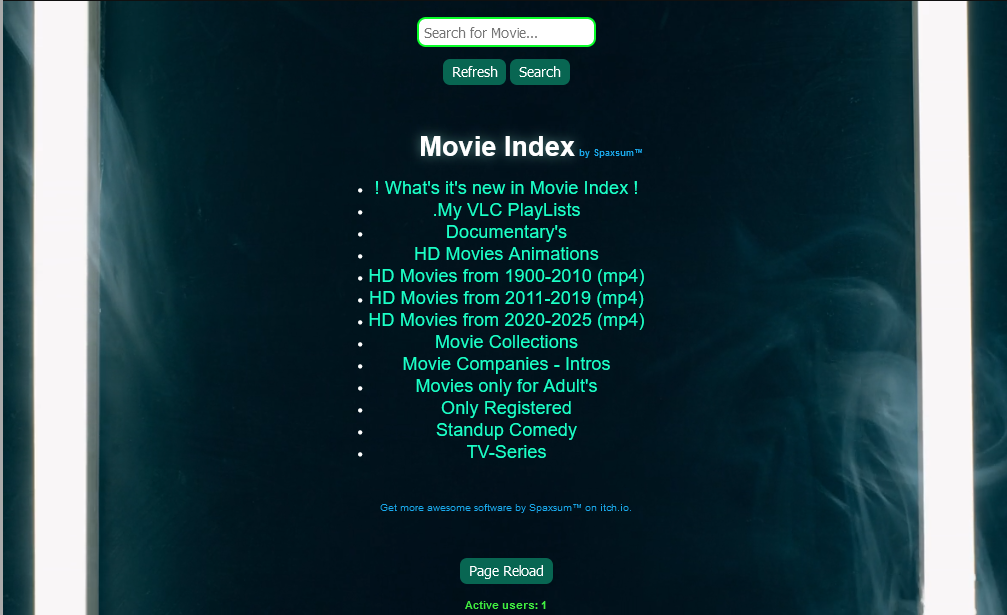 Search for Movie...
Refresh Search
Movie Index by Spaxsum™
! What's it's new in Movie Index !
.My VLC PlayLists
Documentary's
HD Movies Animations
HD Movies from 1900-2010 (mp4)
HD Movies from 2011-2019 (mp4)
HD Movies from 2020-2025 (mp4)
Movie Collections
Movie Companies - Intros
Movies only for Adult's
Only Registered
Standup Comedy
TV-Series
Get more awesome software by Spaxsum™ on itch.io.
Page Reload
Active users: 1